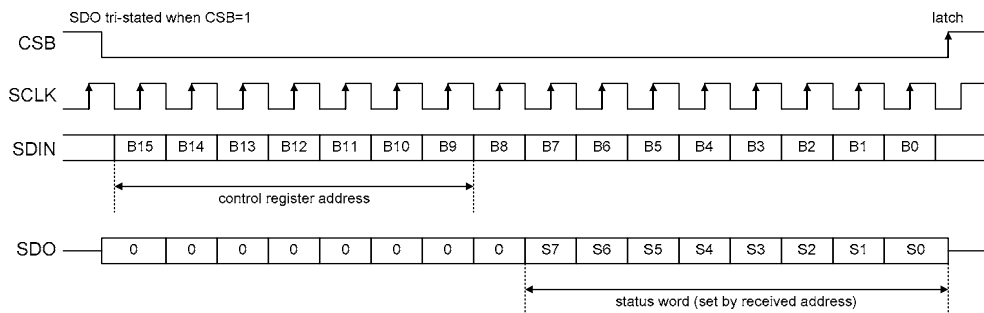 SDO tri-stated when CSB=1 latch
CSB
SCLK
SDIN B15 B14 B13 B12 B11 B10 B9 B8 B7 B6 B5 B4 B3 B2 B1 B0
control register address
SDO 0 0 0 0 0 0 0 0 S7 S6 S5 S4 S3 S2 S1 S0
status word (set by received address)